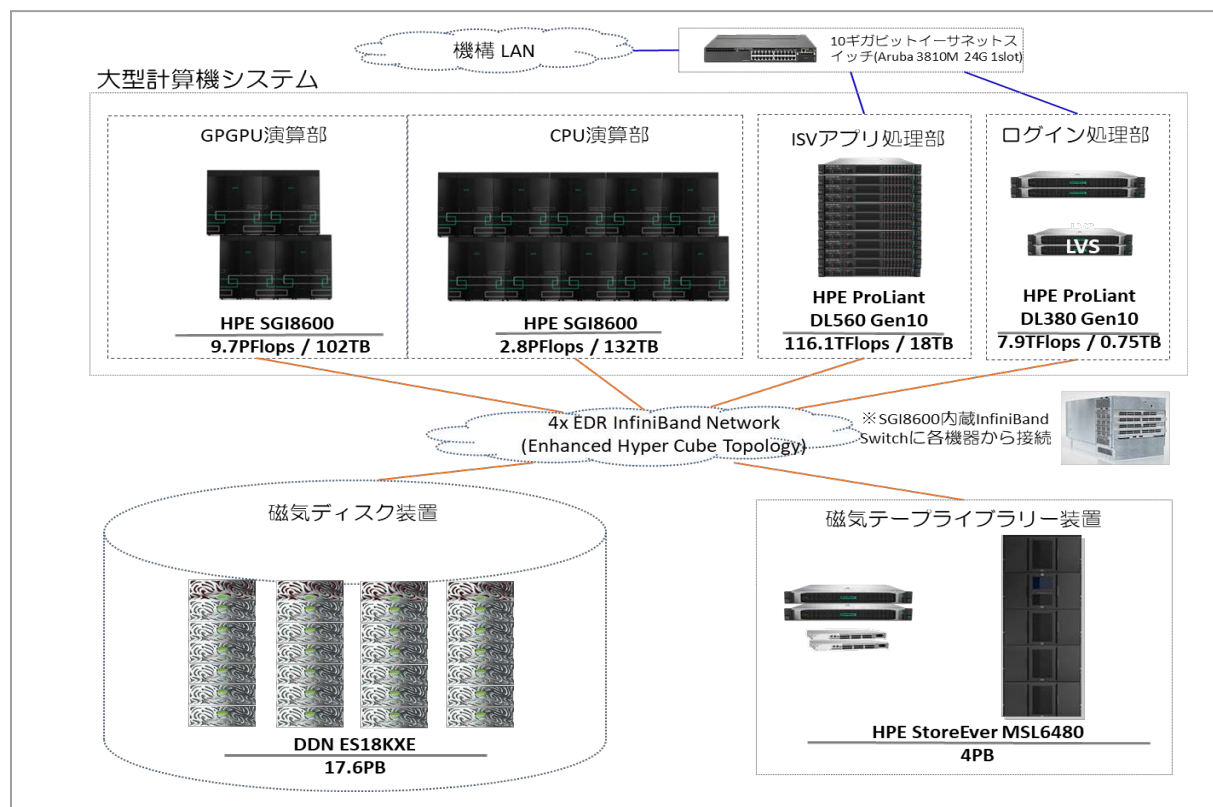 機構 LAN
10ギガビットイーサネットス
イッチ(Aruba 3810M 24G 1slot)
大型計算機システム
GPGPU演算部
HPE SGI8600
9.7PFlops / 102TB
CPU演算部
HPE SGI8600
2.8PFlops / 132TB
ISVアプリ処理部
HPE ProLiant
DL560 Gen10
116.1TFlops / 18TB
ログイン処理部
LVS
HPE ProLiant
DL380 Gen10
7.9TFlops / 0.75TB
4x EDR InfiniBand Network
(Enhanced Hyper Cube Topology)
※SGI8600内蔵InfiniBand
Switchに各機器から接続
磁気ディスク装置
DDN ES18KXE
17.6PB
磁気テープライブラリー装置
HPE StoreEver MSL6480
4PB